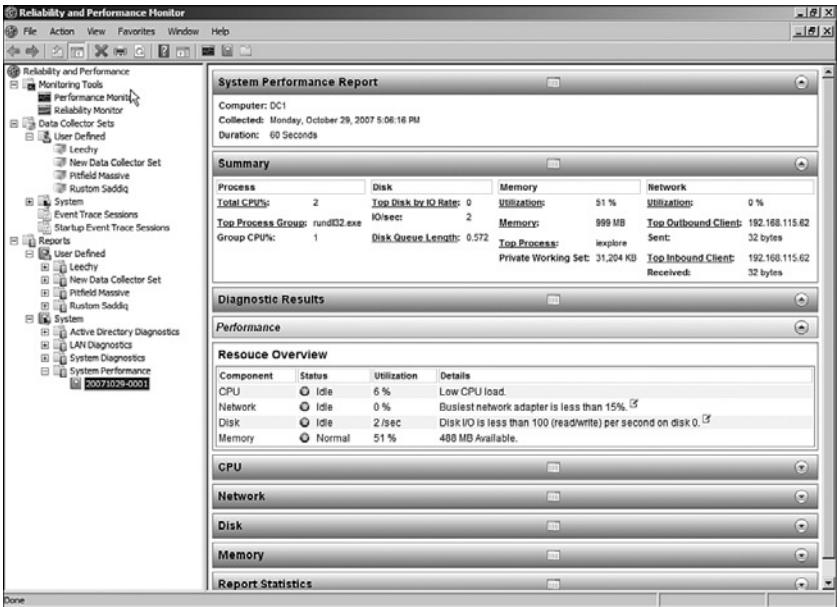 Reliability and Performance Monitor
File Action View Favorites Window Help
Reliability and Performance
Monitoring Tools
Performance Monito
Reliability Monitor
Data Collector Sets
User Defined
Leechy
New Data Collector Set
Pitfield Massive
Rustom Saddiq
System
Event Trace Sessions
Startup Event Trace Sessions
Reports
User Defined
Leechy
New Data Collector Set
Pitfield Massive
Rustom Saddiq
System
Active Directory Diagnostics
LAN Diagnostics
System Diagnostics
System Performance
20071029-0001
System Performance Report
Computer: DC1
Collected: Monday, October 29, 2007 5:06:16 PM
Duration: 60 Seconds
Summary
Process Disk Memory Network
Total CPU%: 2 Top Disk by IO Rate: 0 Utilization: 51 % Utilization: 0 %
Top Process Group: rundll32.exe IO/sec: 2 Memory: 999 MB Top Outbound Client: 192.168.115.62
Group CPU%: 1 Disk Queue Length: 0.572 Top Process: iexplore Sent: 32 bytes
Private Working Set: 31,204 KB Top Inbound Client: 192.168.115.62
Received: 32 bytes
Diagnostic Results
Performance
Resouce Overview
Component Status Utilization Details
CPU Idle 6 % Low CPU load.
Network Idle 0 % Busiest network adapter is less than 15%.
Disk Idle 2 /sec Disk I/O is less than 100 (read/write) per second on disk 0.
Memory Normal 51 % 488 MB Available.
CPU
Network
Disk
Memory
Report Statistics
Done